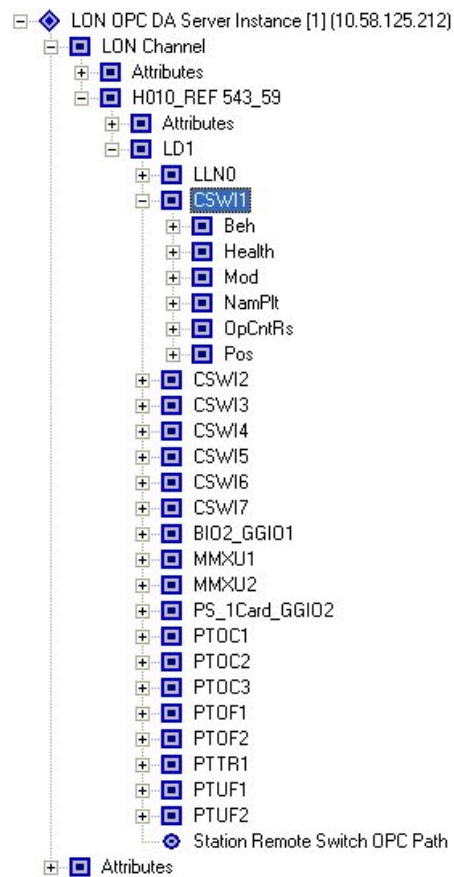 LON OPC DA Server Instance [1] (10.58.125.212)
LON Channel
Attributes
H010_REF 543_59
Attributes
LD1
LLN0
CSWI1
Beh
Health
Mod
NamPlt
OpCntRs
Pos
CSWI2
CSWI3
CSWI4
CSWI5
CSWI6
CSWI7
BIO2_GGIO1
MMXU1
MMXU2
PS_1Card_GGIO2
PTOC1
PTOC2
PTOC3
PTOF1
PTOF2
PTTR1
PTUF1
PTUF2
Station Remote Switch OPC Path
Attributes